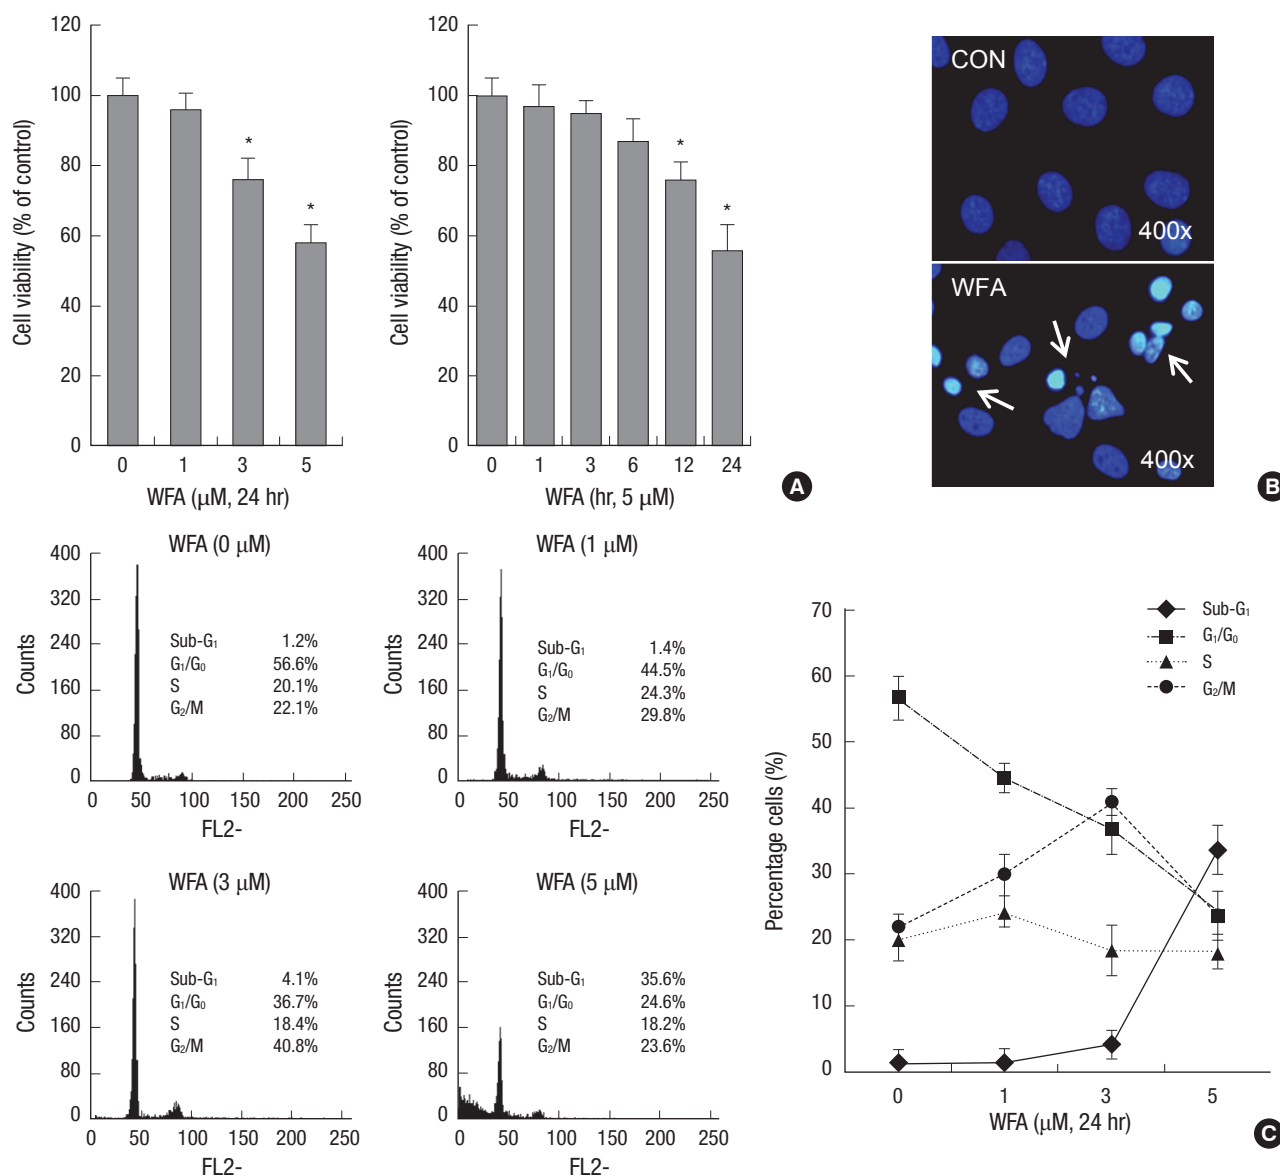 120
100
80
60
40
20
0
Cell viability (% of control)
*
*
0 1 3 5
WFA (μM, 24 hr)
120
100
80
60
40
20
0
Cell viability (% of control)
*
*
0 1 3 6 12 24
WFA (hr, 5 μM)
A
CON
400x
WFA
400x
B
WFA (0 μM)
400
320
240
160
80
0
Counts
Sub-G₁ 1.2%
G₁/G₀ 56.6%
S 20.1%
G₂/M 22.1%
0 50 100 150 200 250
FL2-
WFA (1 μM)
400
320
240
160
80
0
Counts
Sub-G₁ 1.4%
G₁/G₀ 44.5%
S 24.3%
G₂/M 29.8%
0 50 100 150 200 250
FL2-
WFA (3 μM)
400
320
240
160
80
0
Counts
Sub-G₁ 4.1%
G₁/G₀ 36.7%
S 18.4%
G₂/M 40.8%
0 50 100 150 200 250
FL2-
WFA (5 μM)
400
320
240
160
80
0
Counts
Sub-G₁ 35.6%
G₁/G₀ 24.6%
S 18.2%
G₂/M 23.6%
0 50 100 150 200 250
FL2-
70
60
50
40
30
20
10
0
Percentage cells (%)
Sub-G₁
G₁/G₀
S
G₂/M
0 1 3 5
WFA (μM, 24 hr)
C